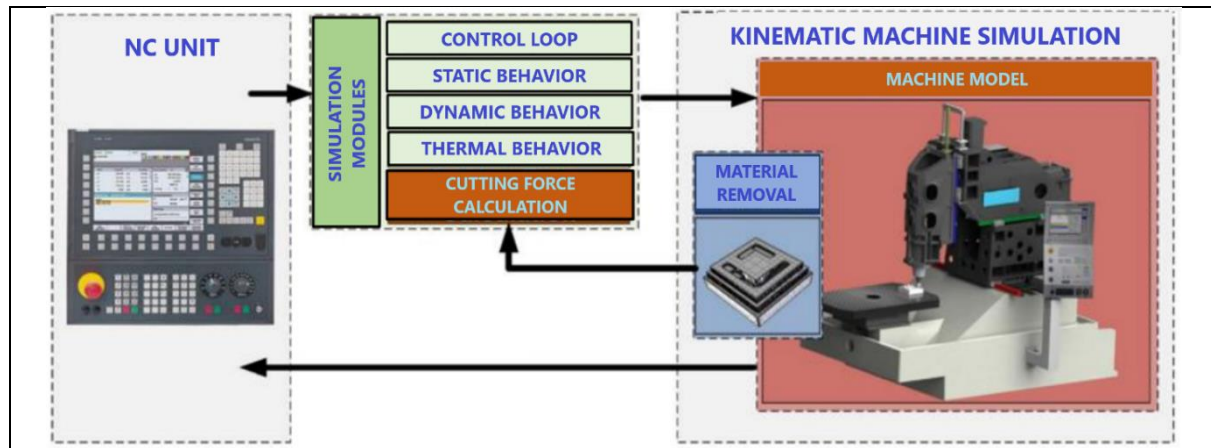 NC UNIT
SIMULATION
MODULES
CONTROL LOOP
STATIC BEHAVIOR
DYNAMIC BEHAVIOR
THERMAL BEHAVIOR
CUTTING FORCE
CALCULATION
KINEMATIC MACHINE SIMULATION
MACHINE MODEL
MATERIAL
REMOVAL